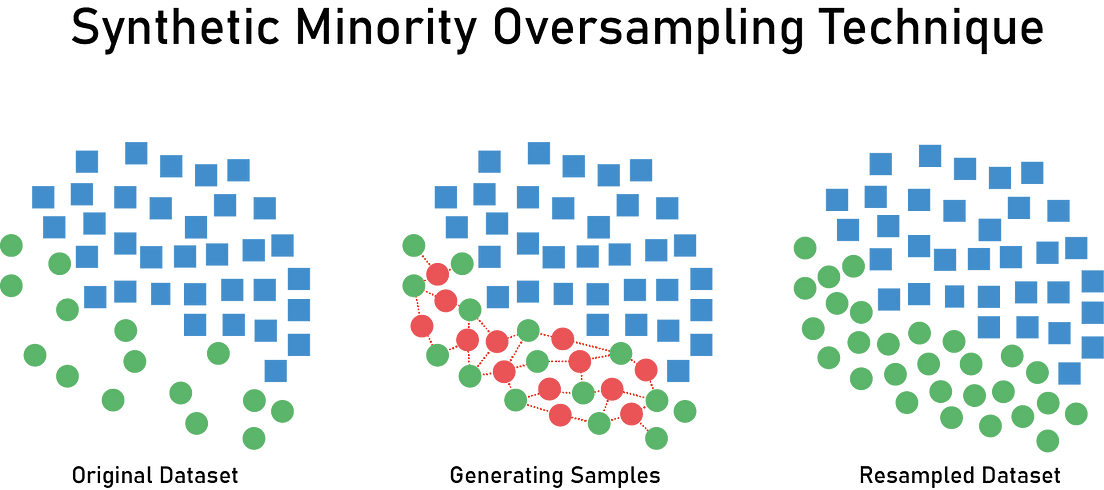 Synthetic Minority Oversampling Technique
Original Dataset
Generating Samples
Resampled Dataset